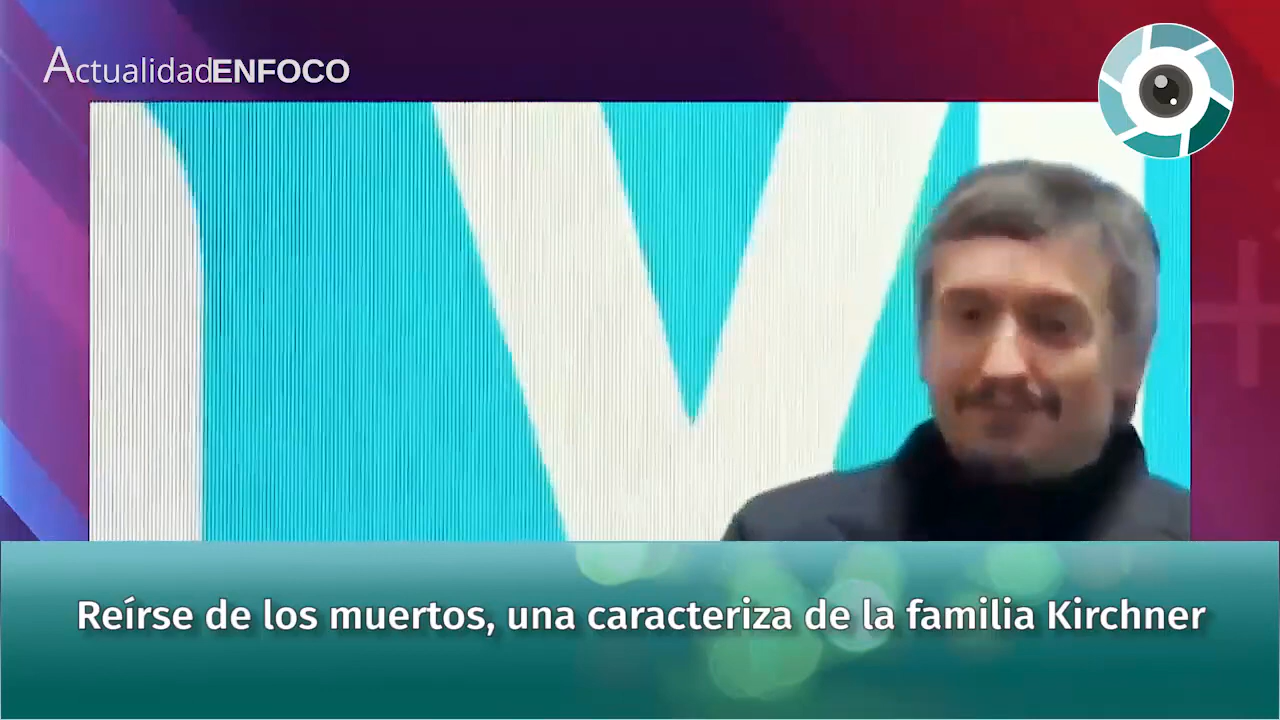 ActualidadENFOCO
Reírse de los muertos, una caracteriza de la familia Kirchner